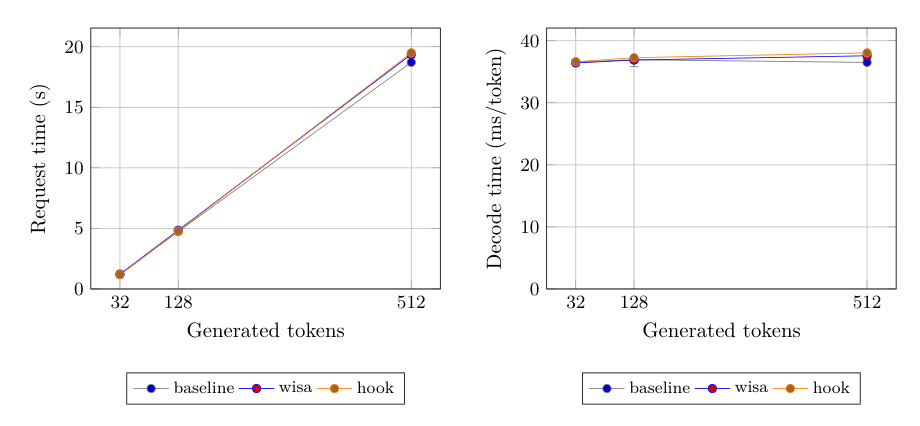 Request time (s)
20
15
10
5
0
32 128 512
Generated tokens
baseline wisa hook
Decode time (ms/token)
40
30
20
10
0
32 128 512
Generated tokens
baseline wisa hook